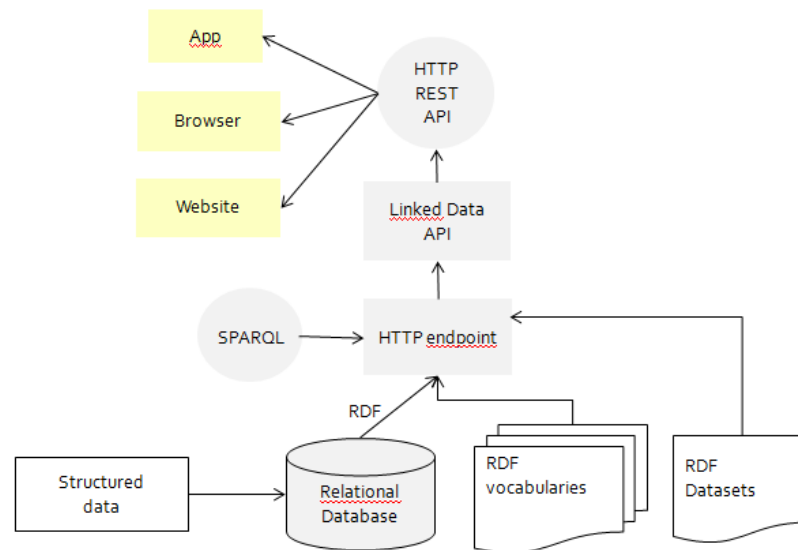 App
HTTP
REST
API
Browser
Website
Linked Data
API
SPARQL
HTTP endpoint
RDF
Structured
data
Relational
Database
RDF
vocabularies
RDF
Datasets